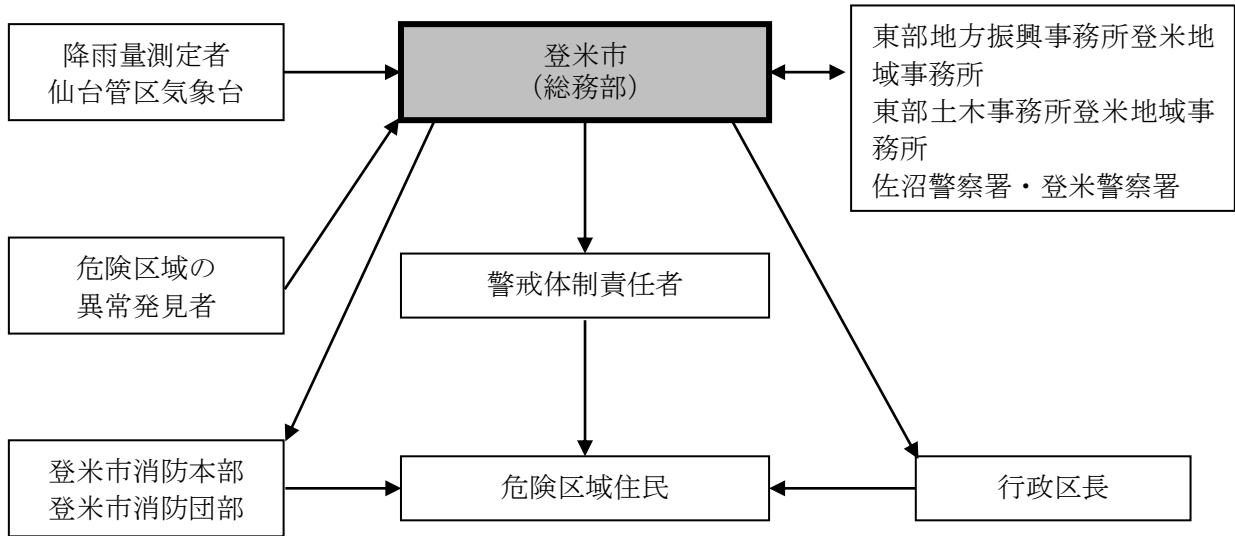 降雨量測定者
仙台管区気象台
登米市
(総務部)
東部地方振興事務所登米地
域事務所
東部土木事務所登米地域事
務所
佐沼警察署・登米警察署
危険区域の
異常発見者
警戒体制責任者
登米市消防本部
登米市消防団部
危険区域住民
行政区長